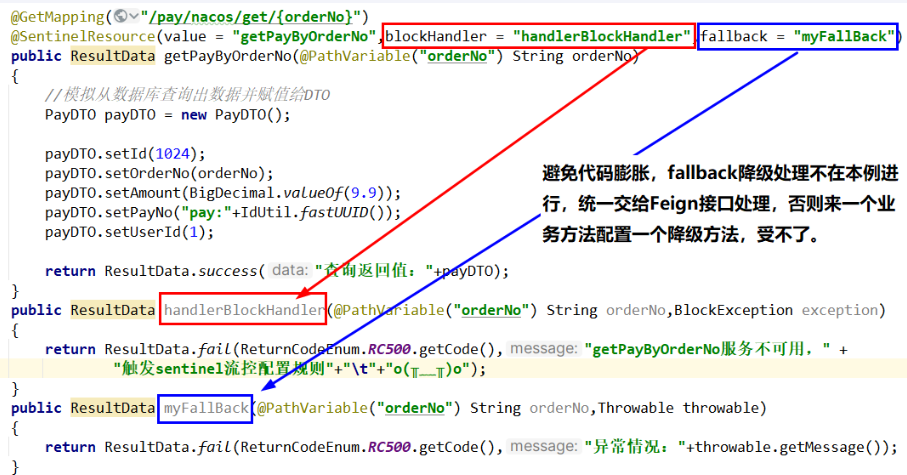 @GetMapping("/pay/nacos/get/{orderNo}")
@SentinelResource(value = "getPayByOrderNo",blockHandler = "handlerBlockHandler",fallback = "myFallBack")
public ResultData getPayByOrderNo(@PathVariable("orderNo") String orderNo)
{
//模拟从数据库查询出数据并赋值给DTO
PayDTO payDTO = new PayDTO();
payDTO.setId(1024);
payDTO.setOrderNo(orderNo);
payDTO.setAmount(BigDecimal.valueOf(9.9));
payDTO.setPayNo("pay:"+IdUtil.fastUUID());
payDTO.setUserId(1);
避免代码膨胀，fallback降级处理不在本例进
行，统一交给Feign接口处理，否则来一个业
务方法配置一个降级方法，受不了。
return ResultData.success( data: "查询返回值："+payDTO);
}
public ResultData handlerBlockHandler(@PathVariable("orderNo") String orderNo,BlockException exception)
{
return ResultData.fail(ReturnCodeEnum.RC500.getCode(), message: "getPayByOrderNo服务不可用，" +
"触发sentinel流控配置规则"+"\t"+"o(╥﹏╥)o");
}
public ResultData myFallBack(@PathVariable("orderNo") String orderNo,Throwable throwable)
{
return ResultData.fail(ReturnCodeEnum.RC500.getCode(), message: "异常情况："+throwable.getMessage());
}